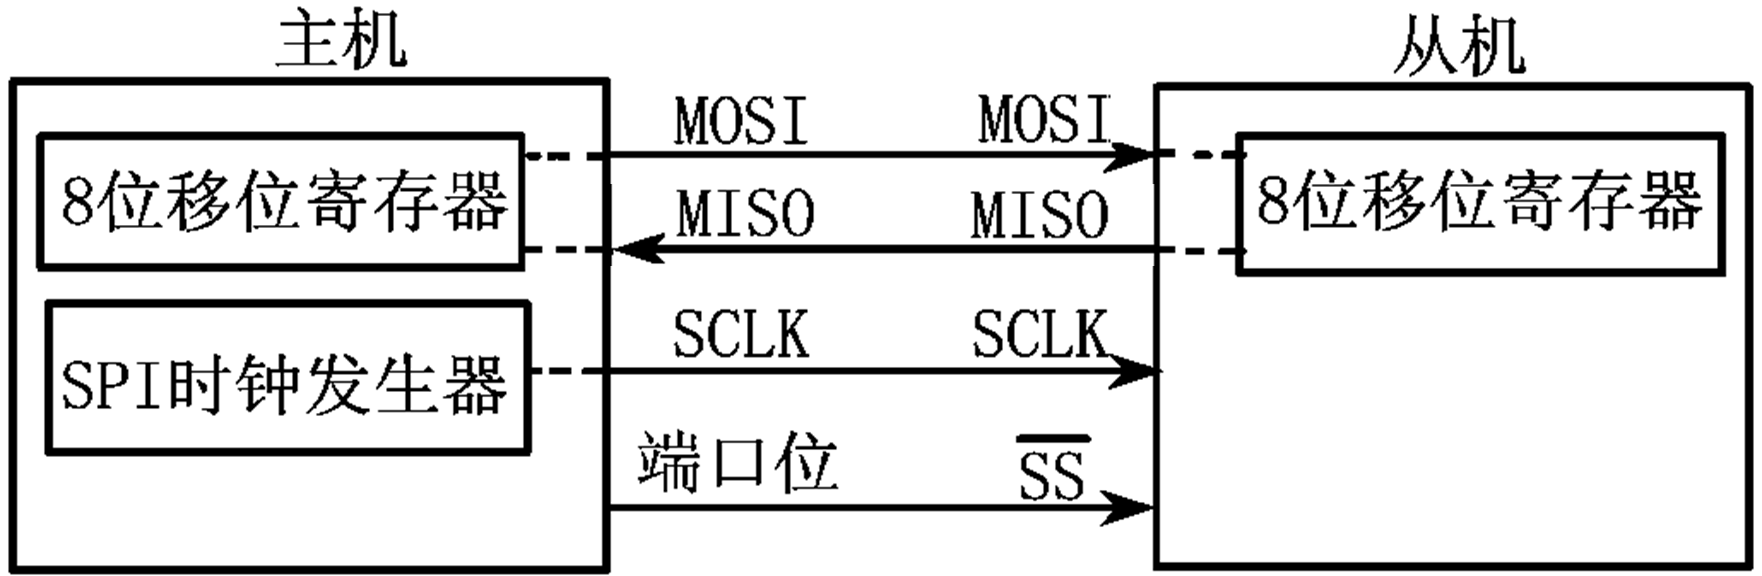 主机
从机
MOSI MOSI
8位移位寄存器
MISO MISO
8位移位寄存器
SCLK SCLK
SPI时钟发生器
端口位 S̅S̅